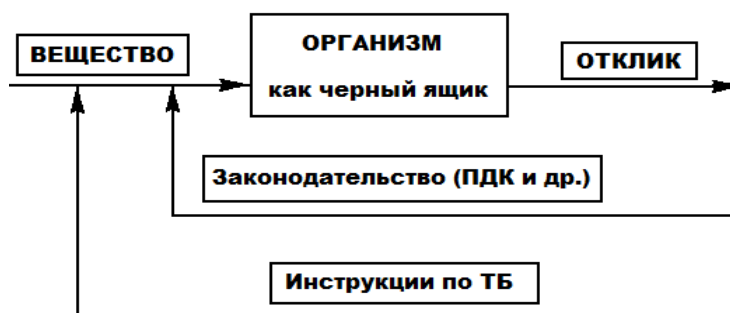 ВЕЩЕСТВО
ОРГАНИЗМ
как черный ящик
ОТКЛИК
Законодательство (ПДК и др.)
Инструкции по ТБ